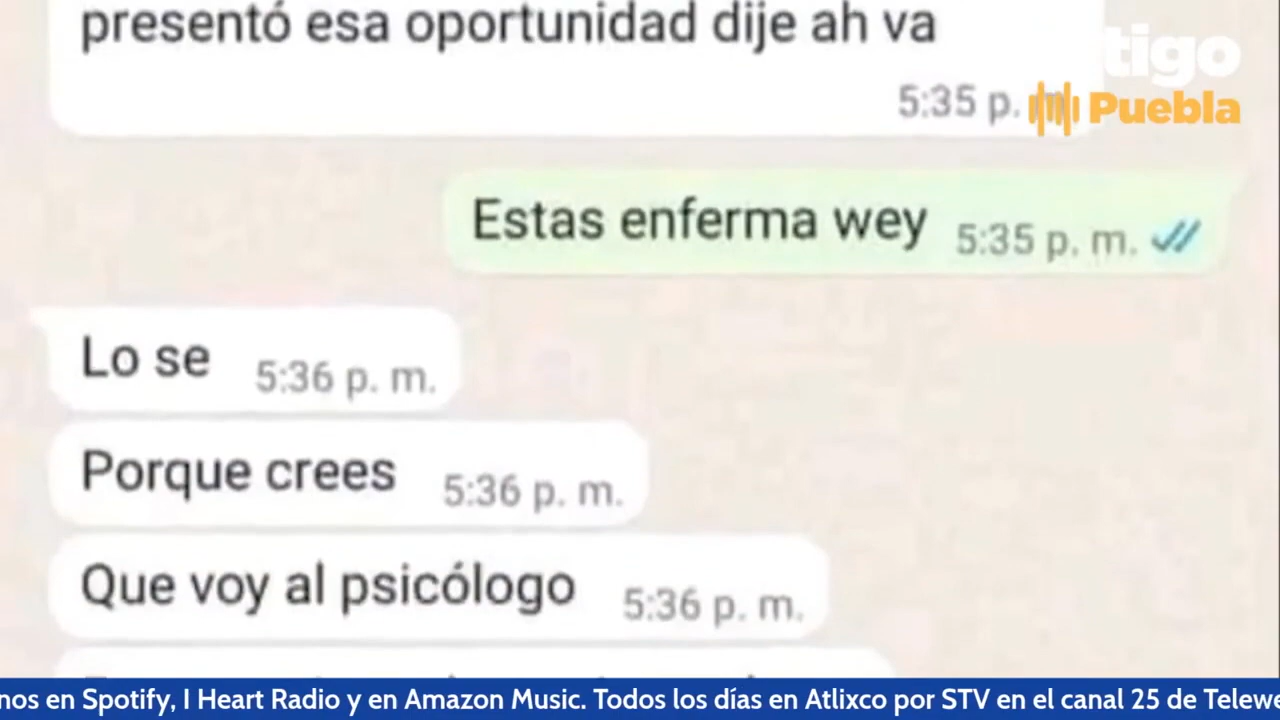 presentó esa oportunidad dije ah va
tigo
5:35 p.
Puebla
Estas enferma wey 5:35 p. m.
Lo se 5:36 p. m.
Porque crees 5:36 p. m.
Que voy al psicólogo 5:36 p. m.
nos en Spotify, I Heart Radio y en Amazon Music. Todos los días en Atlixco por STV en el canal 25 de Telewe